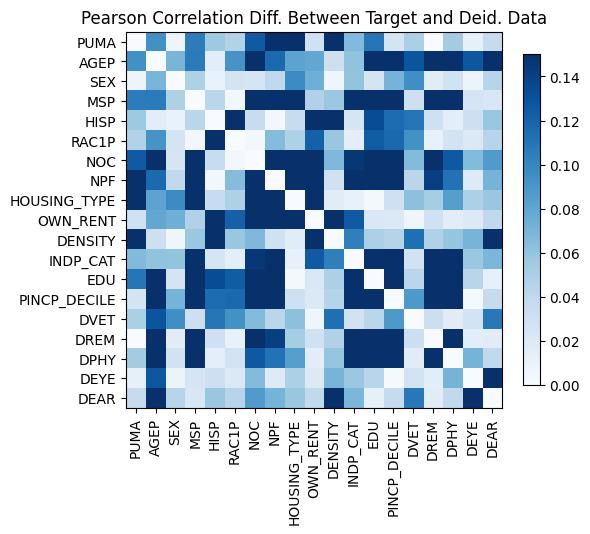 Pearson Correlation Diff. Between Target and Deid. Data
PUMA
AGEP
SEX
MSP
HISP
RAC1P
NOC
NPF
HOUSING_TYPE
OWN_RENT
DENSITY
INDP_CAT
EDU
PINCP_DECILE
DVET
DREM
DPHY
DEYE
DEAR
0.14
0.12
0.10
0.08
0.06
0.04
0.02
0.00
PUMA
AGEP
SEX
MSP
HISP
RAC1P
NOC
NPF
HOUSING_TYPE
OWN_RENT
DENSITY
INDP_CAT
EDU
PINCP_DECILE
DVET
DREM
DPHY
DEYE
DEAR